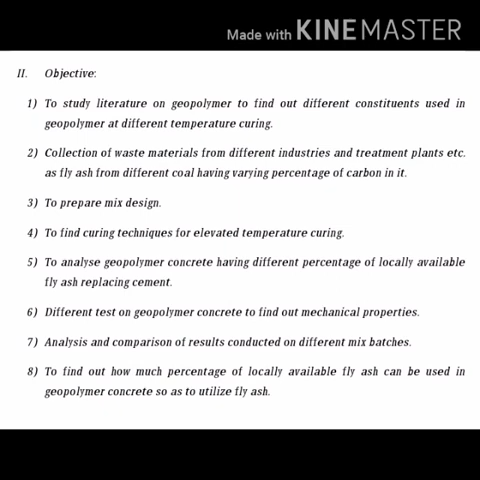 Made with KINEMASTER
II. Objective:
1) To study literature on geopolymer to find out different constituents used in
geopolymer at different temperature curing.
2) Collection of waste materials from different industries and treatment plants etc.
as fly ash from different coal having varying percentage of carbon in it.
3) To prepare mix design.
4) To find curing techniques for elevated temperature curing.
5) To analyse geopolymer concrete having different percentage of locally available
fly ash replacing cement.
6) Different test on geopolymer concrete to find out mechanical properties.
7) Analysis and comparison of results conducted on different mix batches.
8) To find out how much percentage of locally available fly ash can be used in
geopolymer concrete so as to utilize fly ash.